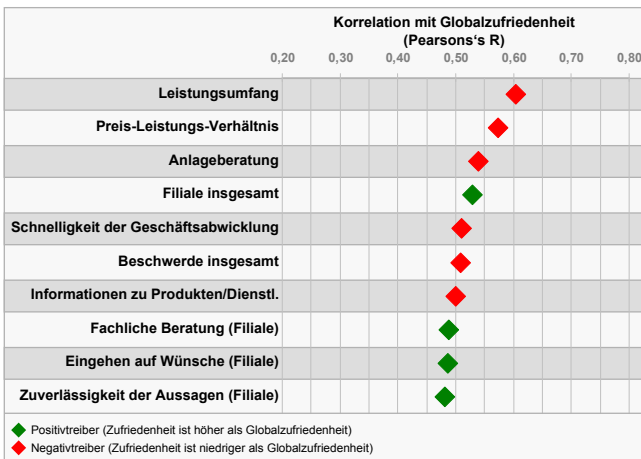 Korrelation mit Globalzufriedenheit
(Pearsons's R)
0,20 0,30 0,40 0,50 0,60 0,70 0,80
Leistungsumfang
Preis-Leistungs-Verhältnis
Anlageberatung
Filiale insgesamt
Schnelligkeit der Geschäftsabwicklung
Beschwerde insgesamt
Informationen zu Produkten/Dienstl.
Fachliche Beratung (Filiale)
Eingehen auf Wünsche (Filiale)
Zuverlässigkeit der Aussagen (Filiale)
Positivtreiber (Zufriedenheit ist höher als Globalzufriedenheit)
Negativtreiber (Zufriedenheit ist niedriger als Globalzufriedenheit)